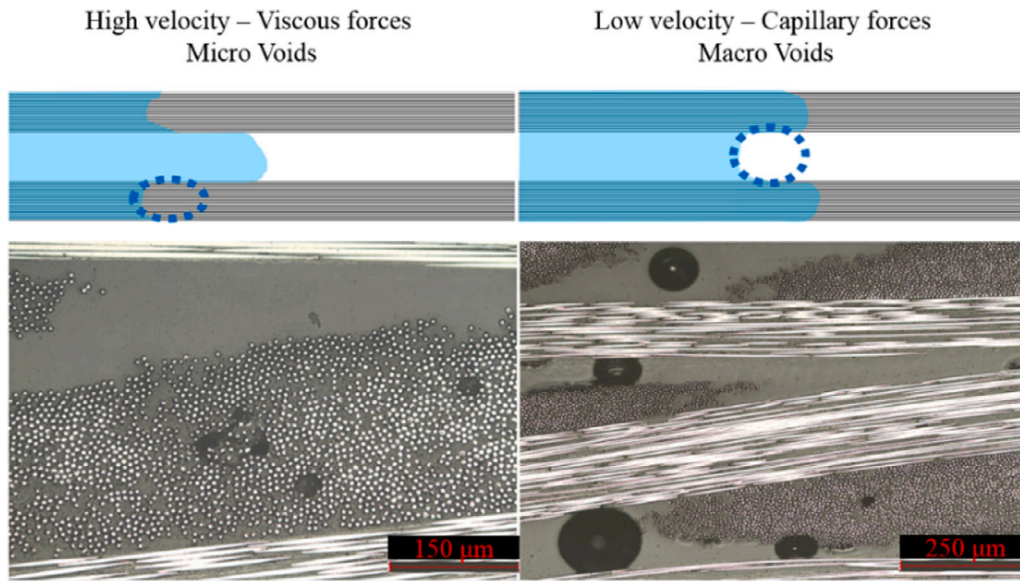 High velocity – Viscous forces
Micro Voids
Low velocity – Capillary forces
Macro Voids
150 μm
250 μm